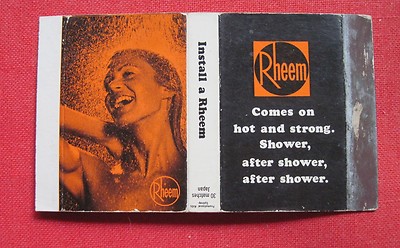 Rheem
Install a Rheem
30 matches
Japan
Rheem
Comes on
hot and strong.
Shower,
after shower,
after shower.